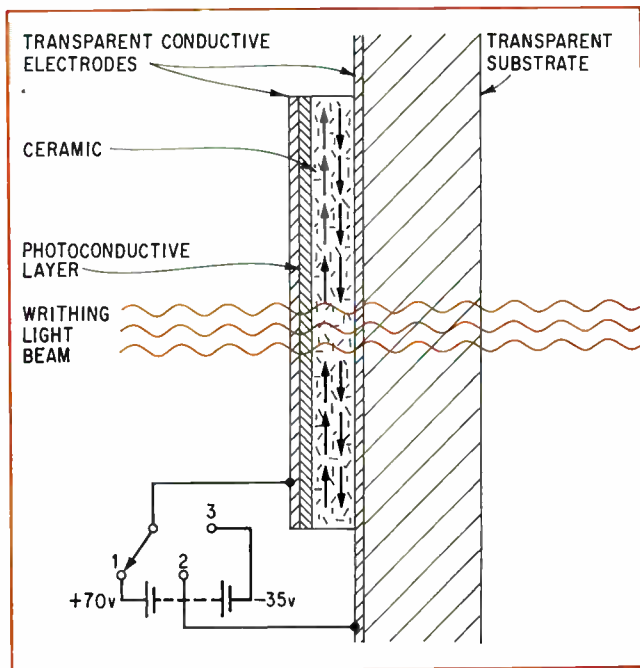 TRANSPARENT CONDUCTIVE
ELECTRODES
TRANSPARENT
SUBSTRATE
CERAMIC
PHOTOCONDUCTIVE
LAYER
WRITHING
LIGHT
BEAM
3
1
2
+70v
-35v